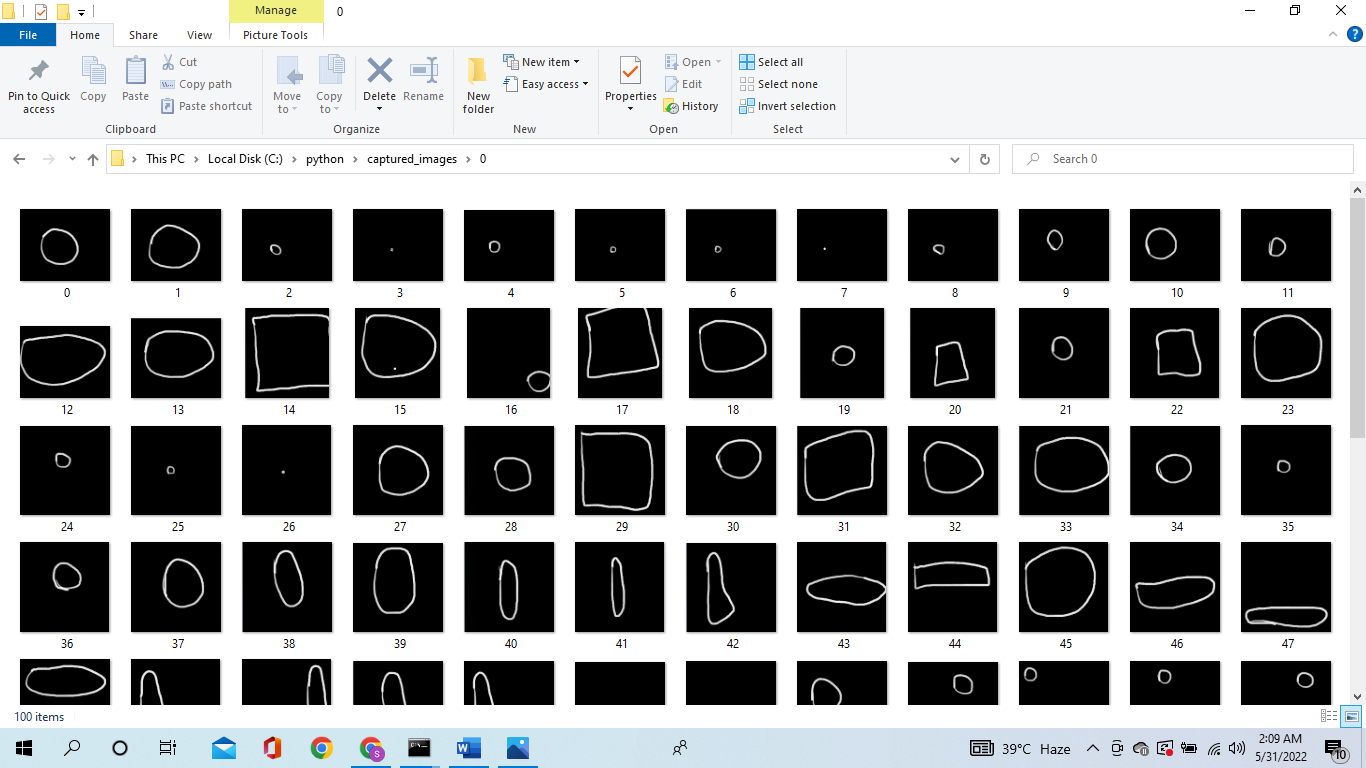 Manage
0
File Home Share View Picture Tools
Pin to Quick access
Copy
Paste
Cut
Copy path
Paste shortcut
Clipboard
Move to
Copy to
Delete
Rename
Organize
New folder
New item
Easy access
New
Properties
Open
Edit
History
Open
Select all
Select none
Invert selection
Select
This PC > Local Disk (C:) > python > captured_images > 0
Search 0
0 1 2 3 4 5 6 7 8 9 10 11
12 13 14 15 16 17 18 19 20 21 22 23
24 25 26 27 28 29 30 31 32 33 34 35
36 37 38 39 40 41 42 43 44 45 46 47
100 items
39°C Haze
2:09 AM
5/31/2022
10